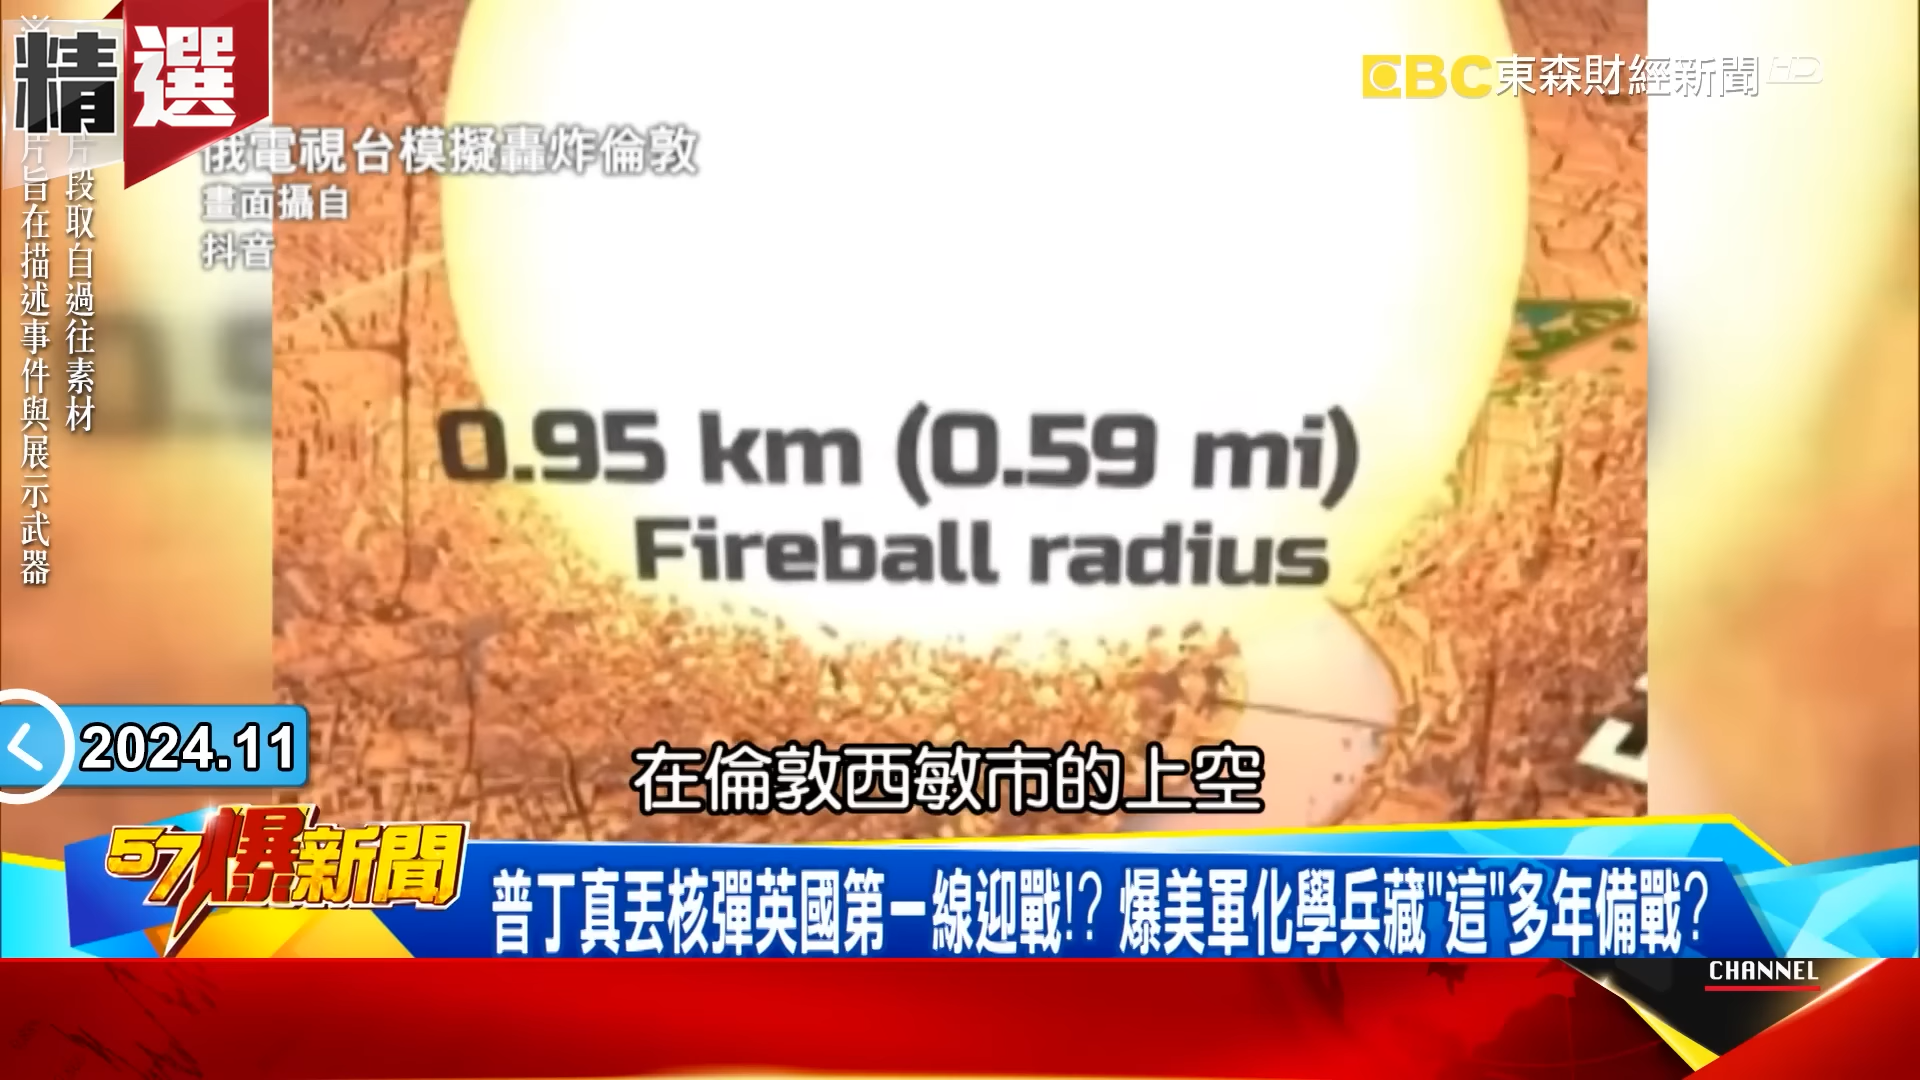 精選
EBC東森財經新聞HD
片段取自過往素材
片旨在描述事件與展示武器
俄電視台模擬轟炸倫敦
畫面攝自
抖音
0.95 km (0.59 mi)
Fireball radius
2024.11
在倫敦西敏市的上空
57爆新聞
普丁真丟核彈英國第一線迎戰!? 爆美軍化學兵藏"這"多年備戰?
CHANNEL